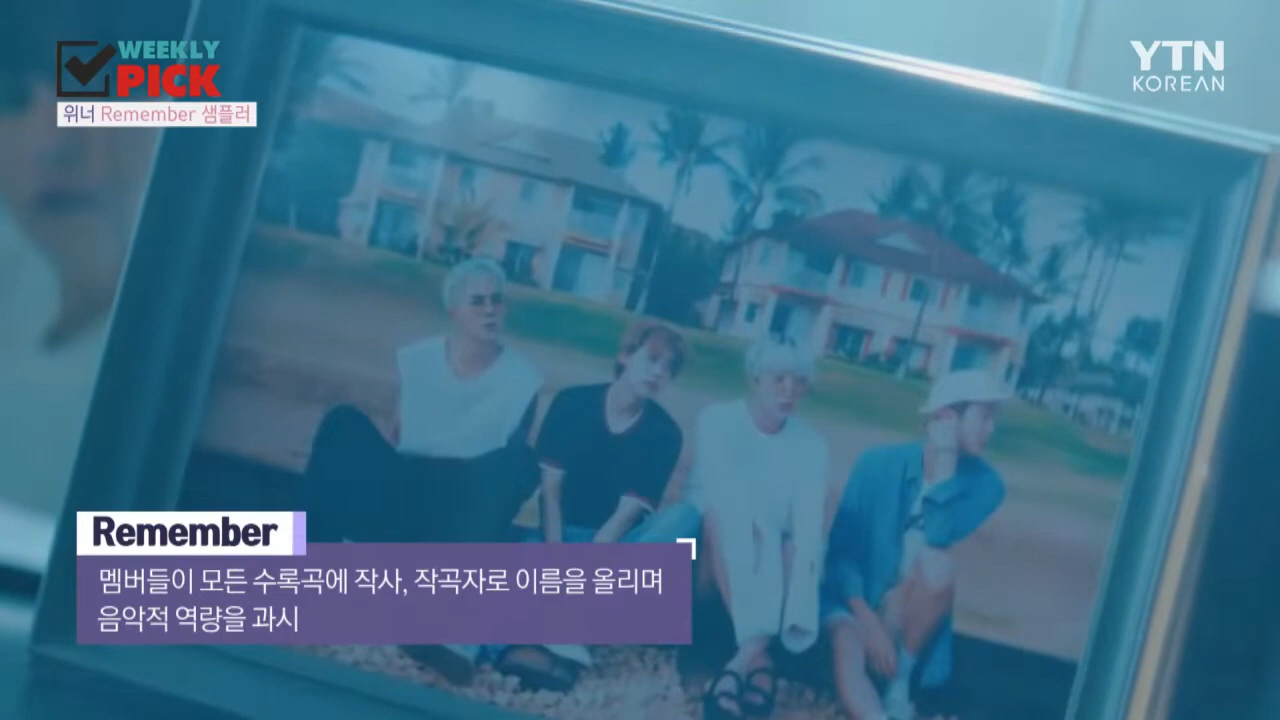 WEEKLY
PICK
위너 Remember 샘플러
YTN
KOREAN
Remember
멤버들이 모든 수록곡에 작사, 작곡자로 이름을 올리며
음악적 역량을 과시